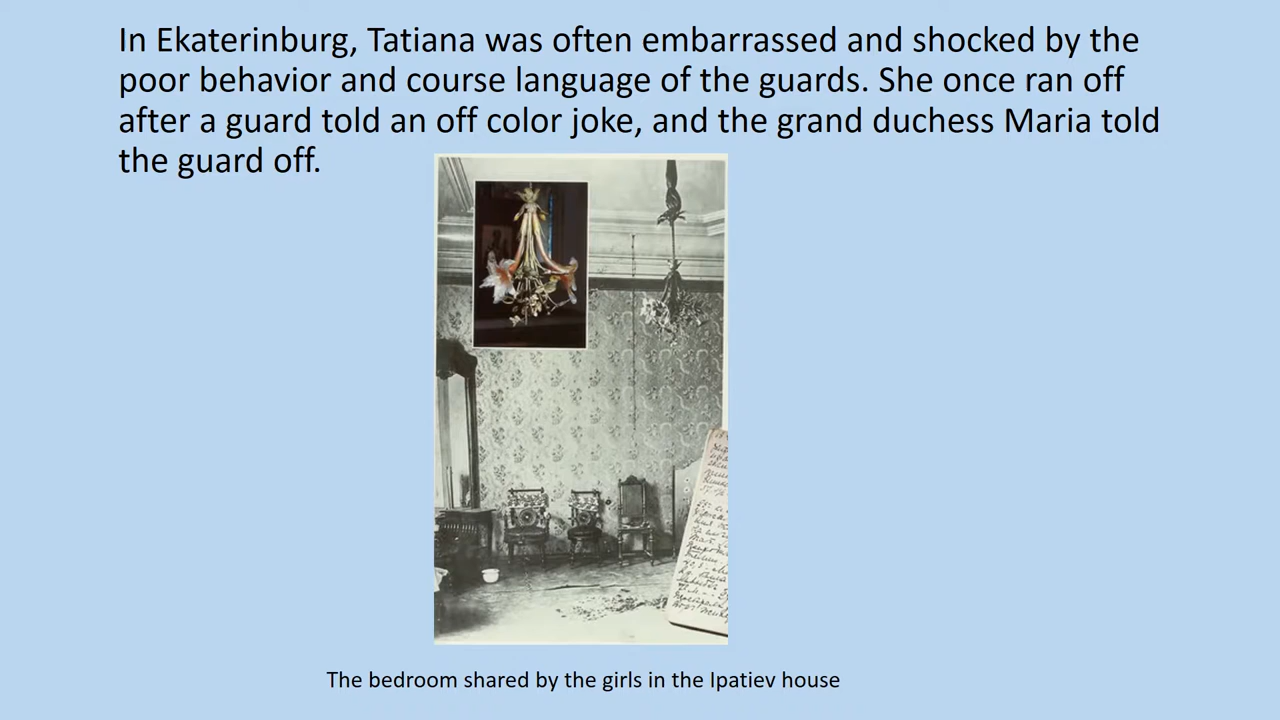 In Ekaterinburg, Tatiana was often embarrassed and shocked by the
poor behavior and course language of the guards. She once ran off
after a guard told an off color joke, and the grand duchess Maria told
the guard off.
The bedroom shared by the girls in the Ipatiev house